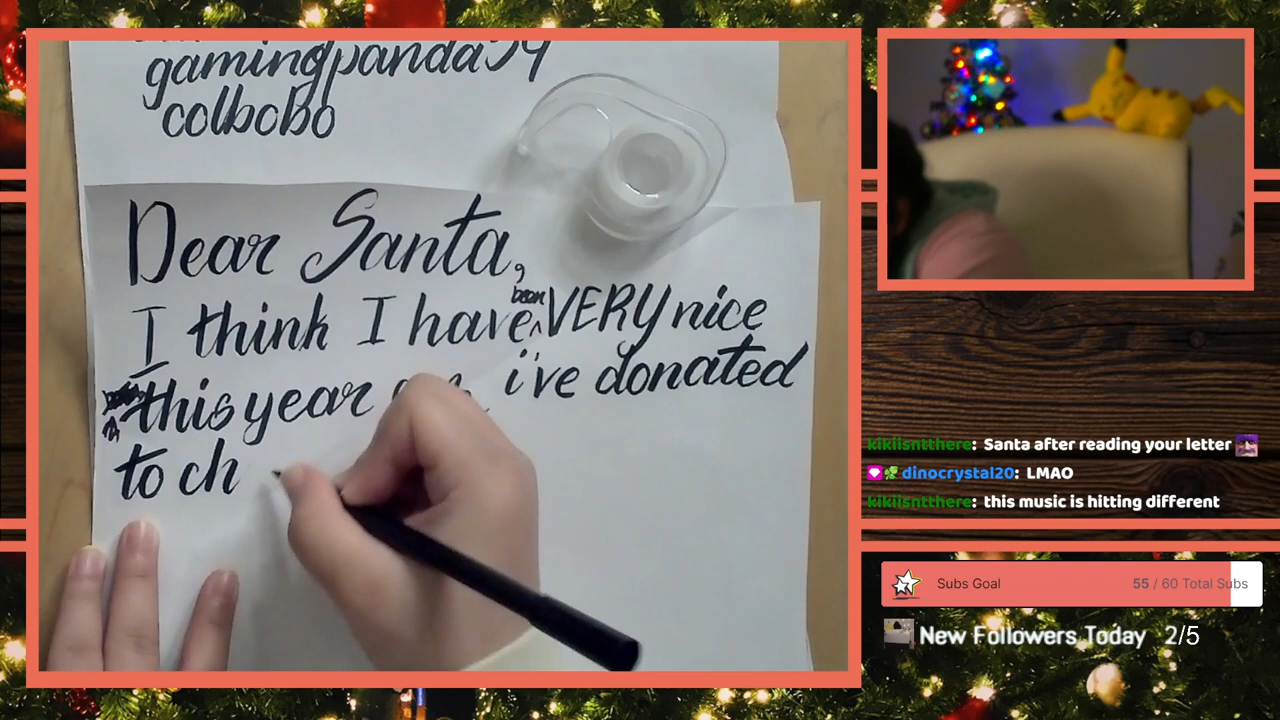 gamingpanda54
colbobo
Dear Santa,
been
I think I have ^ VERY nice
this year i've donated
to ch
kikiisntthere: Santa after reading your letter
dinocrystal20: LMAO
kikiisntthere: this music is hitting different
Subs Goal 55 / 60 Total Subs
New Followers Today 2/5